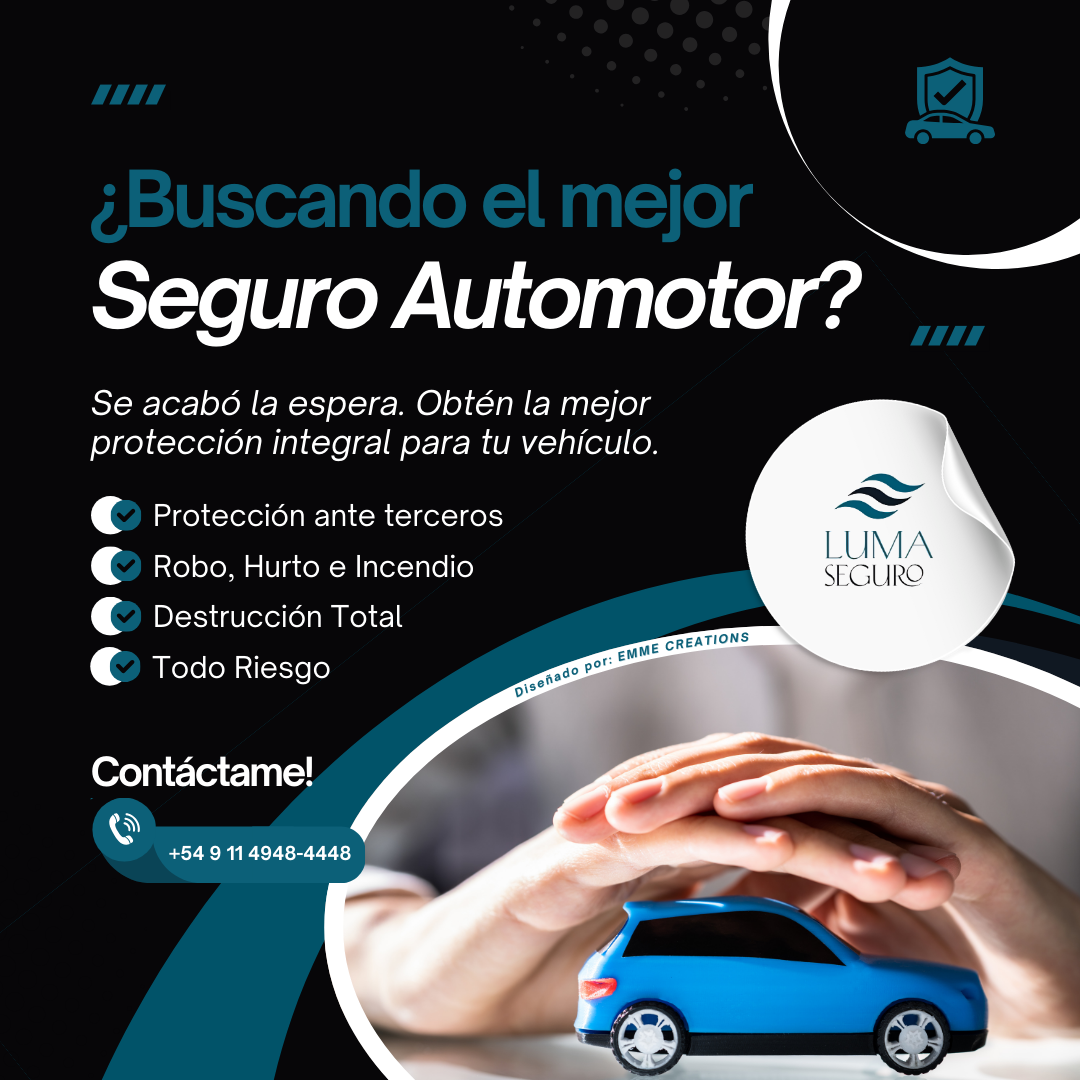 ¿Buscando el mejor
Seguro Automotor?
Se acabó la espera. Obtén la mejor
protección integral para tu vehículo.
LUMA
SEGURO
Protección ante terceros
Robo, Hurto e Incendio
Destrucción Total
Todo Riesgo
Diseñado por: EMME CREATIONS
Contáctame!
+54 9 11 4948-4448